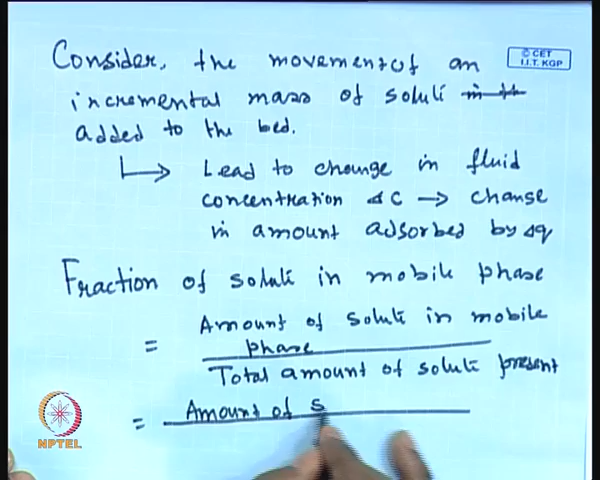 © CET
I.I.T. KGP
Consider, the movement of an
incremental mass of solute in th
added to the bed.
Lead to change in fluid
concentration ΔC → change
in amount adsorbed by Δq
Fraction of solute in mobile phase
= Amount of solute in mobile
phase
Total amount of solute present
= Amount of s
NPTEL